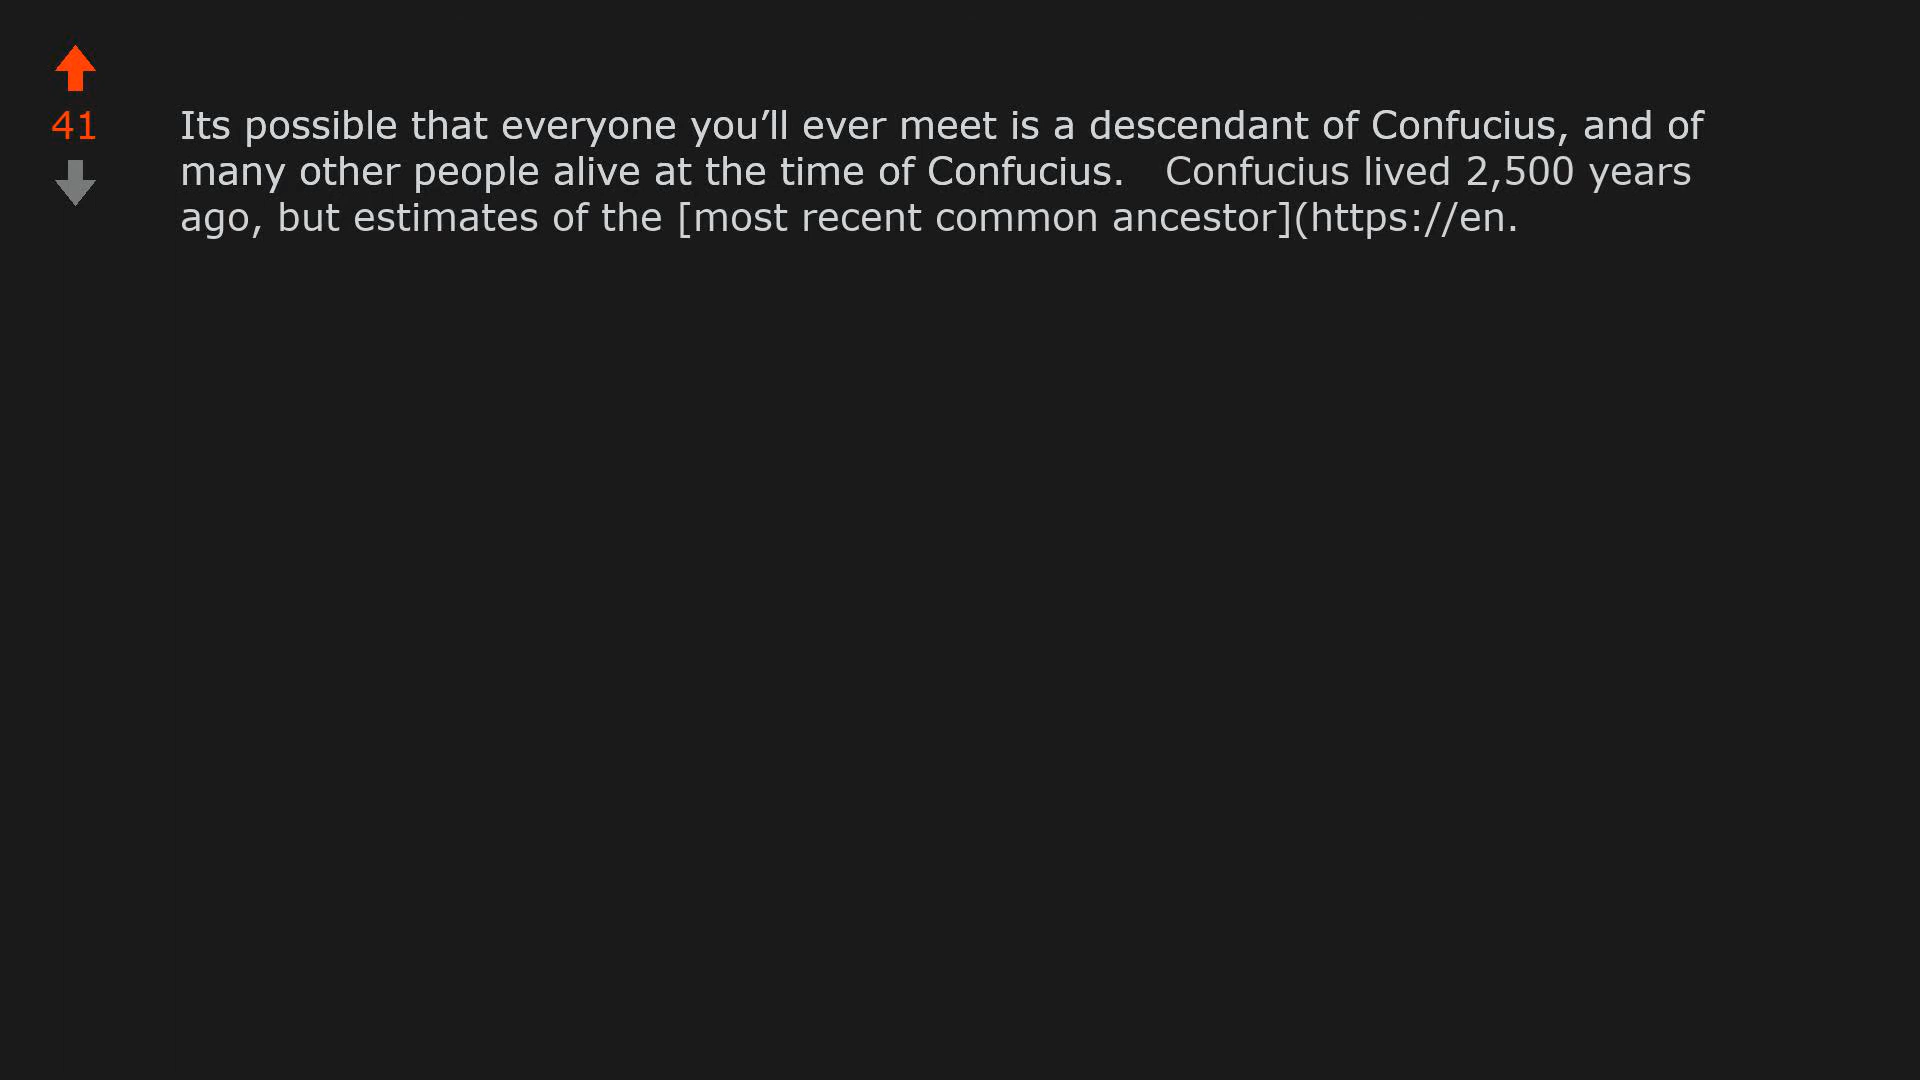 41
Its possible that everyone you’ll ever meet is a descendant of Confucius, and of
many other people alive at the time of Confucius.   Confucius lived 2,500 years
ago, but estimates of the [most recent common ancestor](https://en.